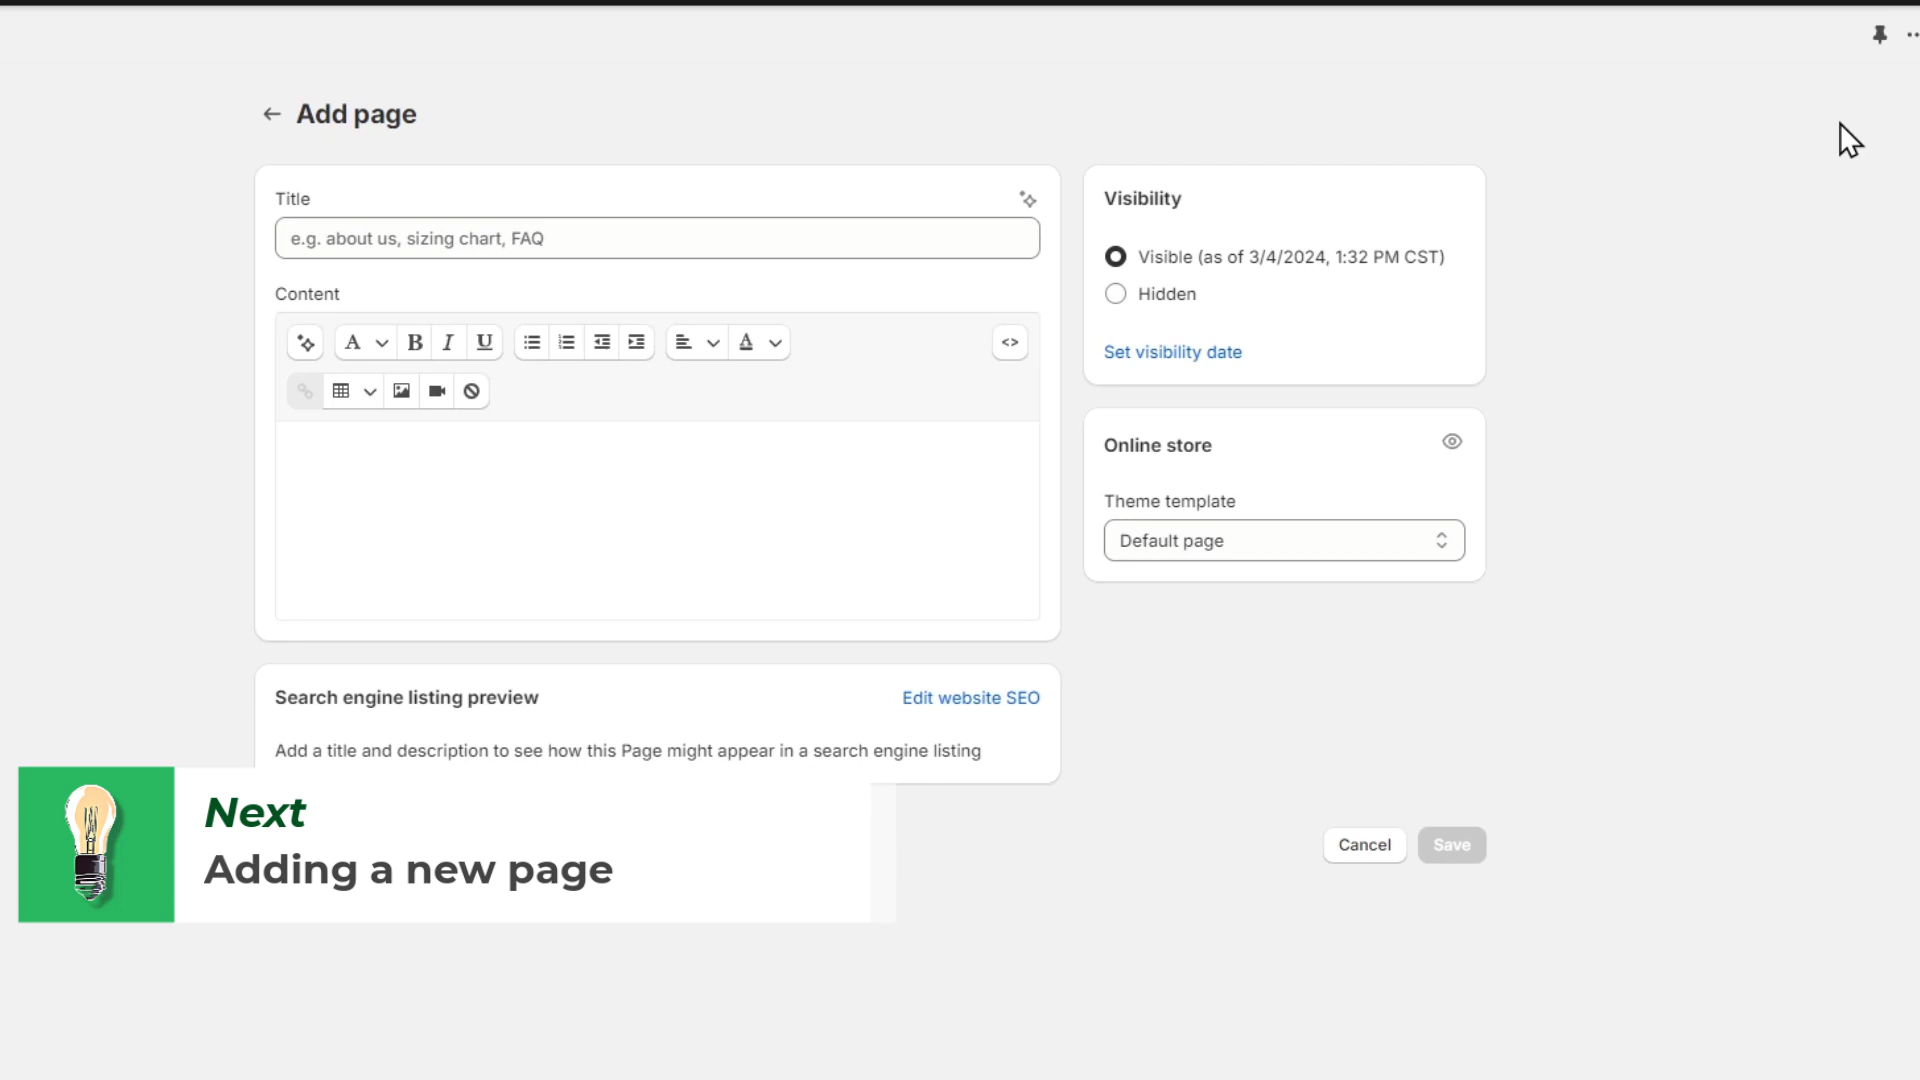 Add page
Title
e.g. about us, sizing chart, FAQ
Content
A B I U A <>
Search engine listing preview
Edit website SEO
Add a title and description to see how this Page might appear in a search engine listing
Visibility
Visible (as of 3/4/2024, 1:32 PM CST)
Hidden
Set visibility date
Online store
Theme template
Default page
Cancel
Save
Next
Adding a new page